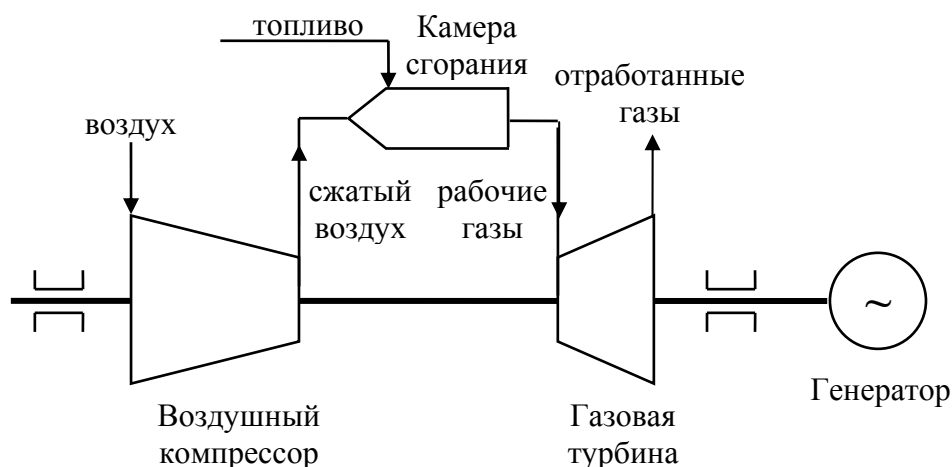 топливо
Камера
сгорания
отработанные
газы
воздух
сжатый
воздух
рабочие
газы
~
Генератор
Воздушный
компрессор
Газовая
турбина